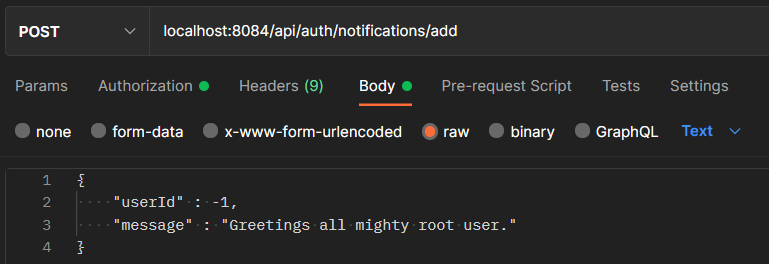 POST localhost:8084/api/auth/notifications/add
Params Authorization Headers (9) Body Pre-request Script Tests Settings
none form-data x-www-form-urlencoded raw binary GraphQL Text
1 {
2 "userId" : -1,
3 "message" : "Greetings all mighty root user."
4 }